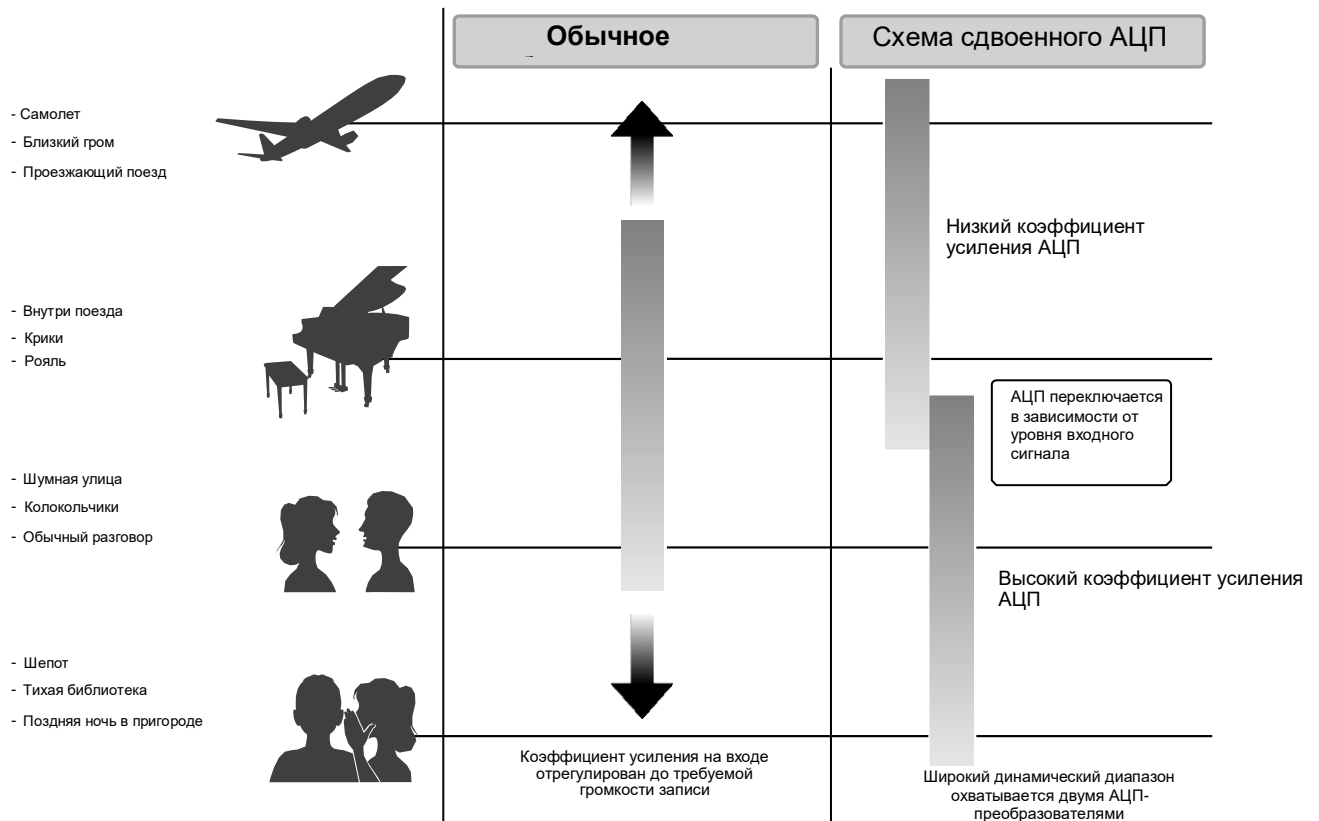 Обычное
Схема сдвоенного АЦП
- Самолет
- Близкий гром
- Проезжающий поезд
Низкий коэффициент
усиления АЦП
- Внутри поезда
- Крики
- Рояль
АЦП переключается
в зависимости от
уровня входного
сигнала
- Шумная улица
- Колокольчики
- Обычный разговор
Высокий коэффициент усиления
АЦП
- Шепот
- Тихая библиотека
- Поздняя ночь в пригороде
Коэффициент усиления на входе
отрегулирован до требуемой
громкости записи
Широкий динамический диапазон
охватывается двумя АЦП-
преобразователями